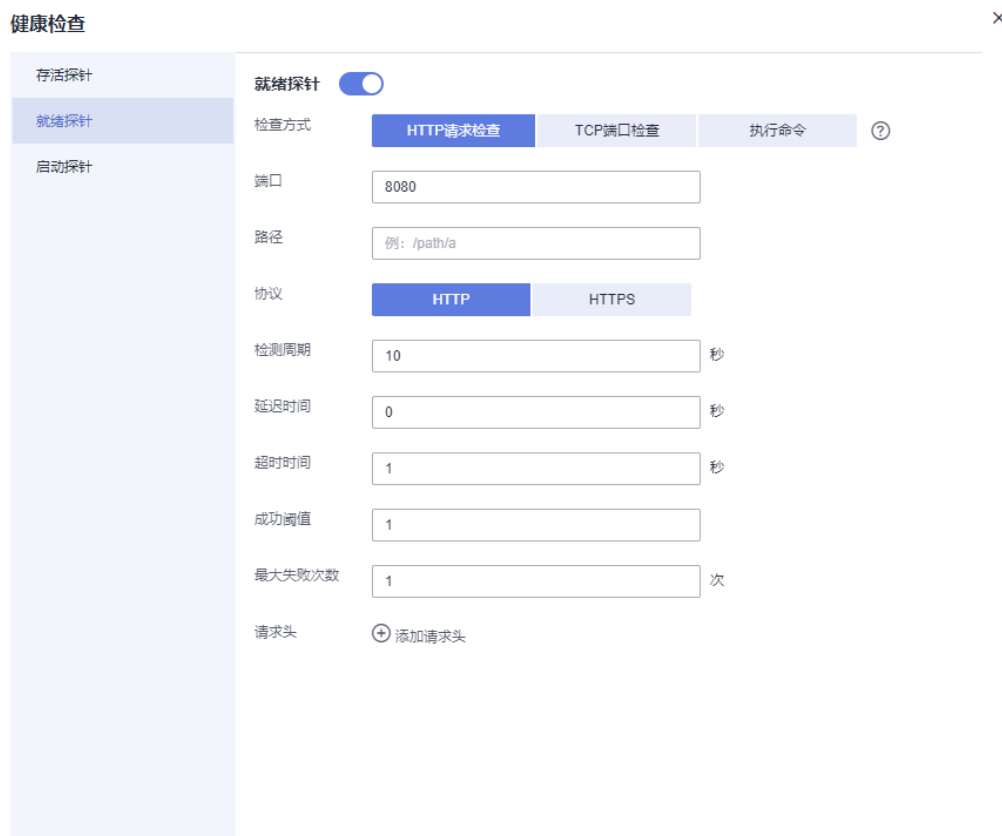 健康检查
存活探针
就绪探针
启动探针
就绪探针
检查方式 HTTP请求检查 TCP端口检查 执行命令 ?
端口 8080
路径 例：/path/a
协议 HTTP HTTPS
检测周期 10 秒
延迟时间 0 秒
超时时间 1 秒
成功阈值 1
最大失败次数 1 次
请求头 添加请求头